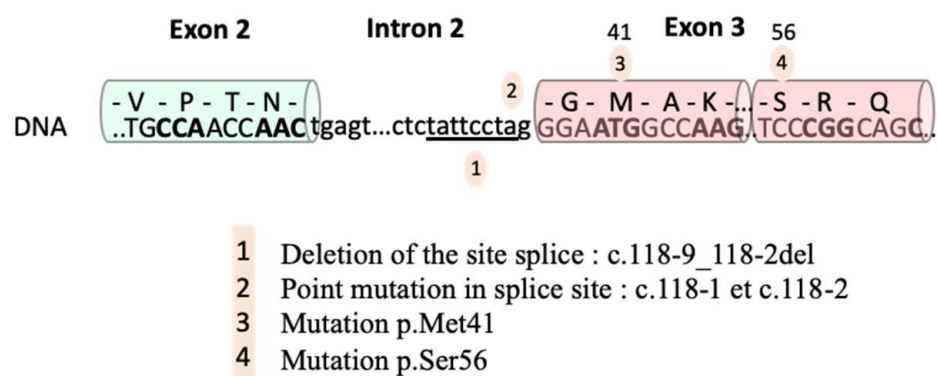 Exon 2 Intron 2 41 Exon 3 56
3 4
- V - P - T - N - 2 - G - M - A - K -... - S - R - Q
DNA ..TGCCAACCAACtgagt...ctctattcctag GGAATGGCCAAG..TCCCGGCAGC..
1
1 Deletion of the site splice : c.118-9_118-2del
2 Point mutation in splice site : c.118-1 et c.118-2
3 Mutation p.Met41
4 Mutation p.Ser56